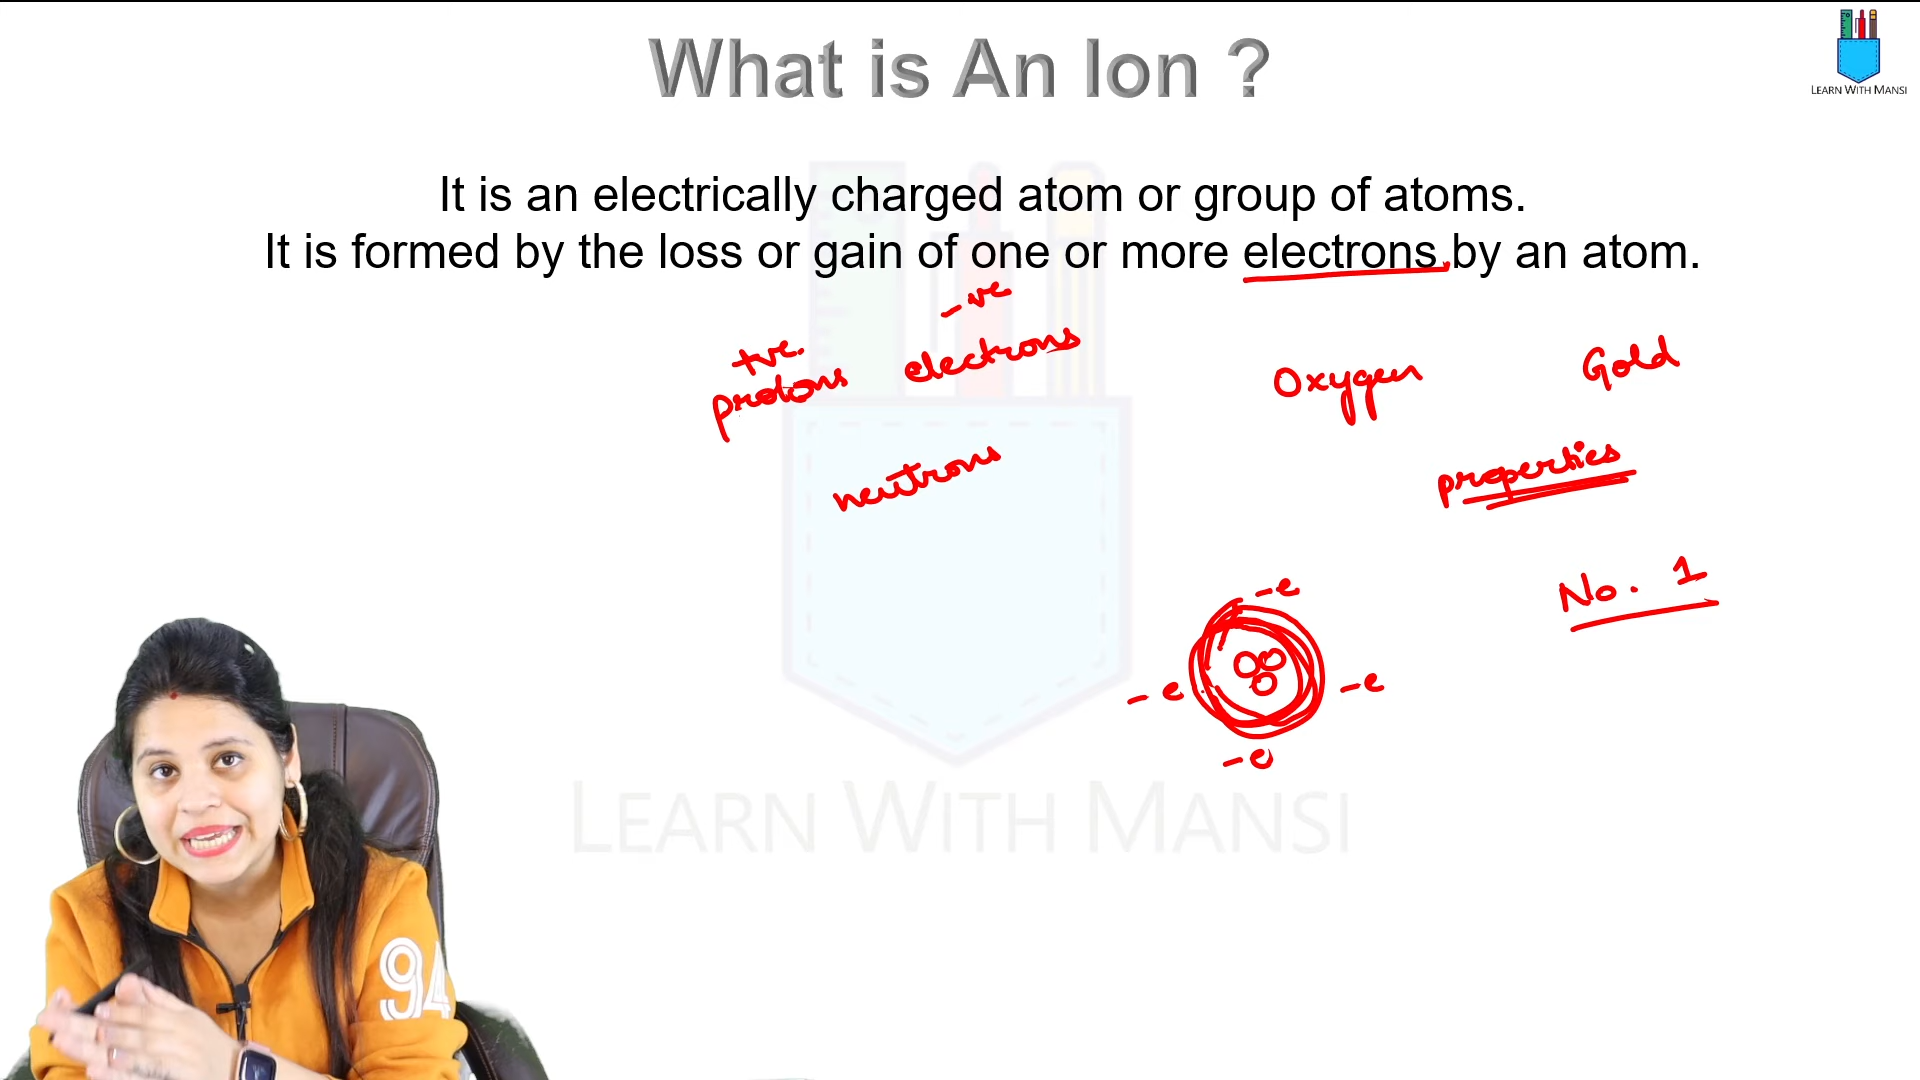 What is An Ion ?
LEARN WITH MANSI
It is an electrically charged atom or group of atoms.
It is formed by the loss or gain of one or more electrons by an atom.
-ve
+ve.
protons electrons
Oxygen Gold
neutrons
properties
No. 1
-e
-e -e
-e
LEARN WITH MANSI
94